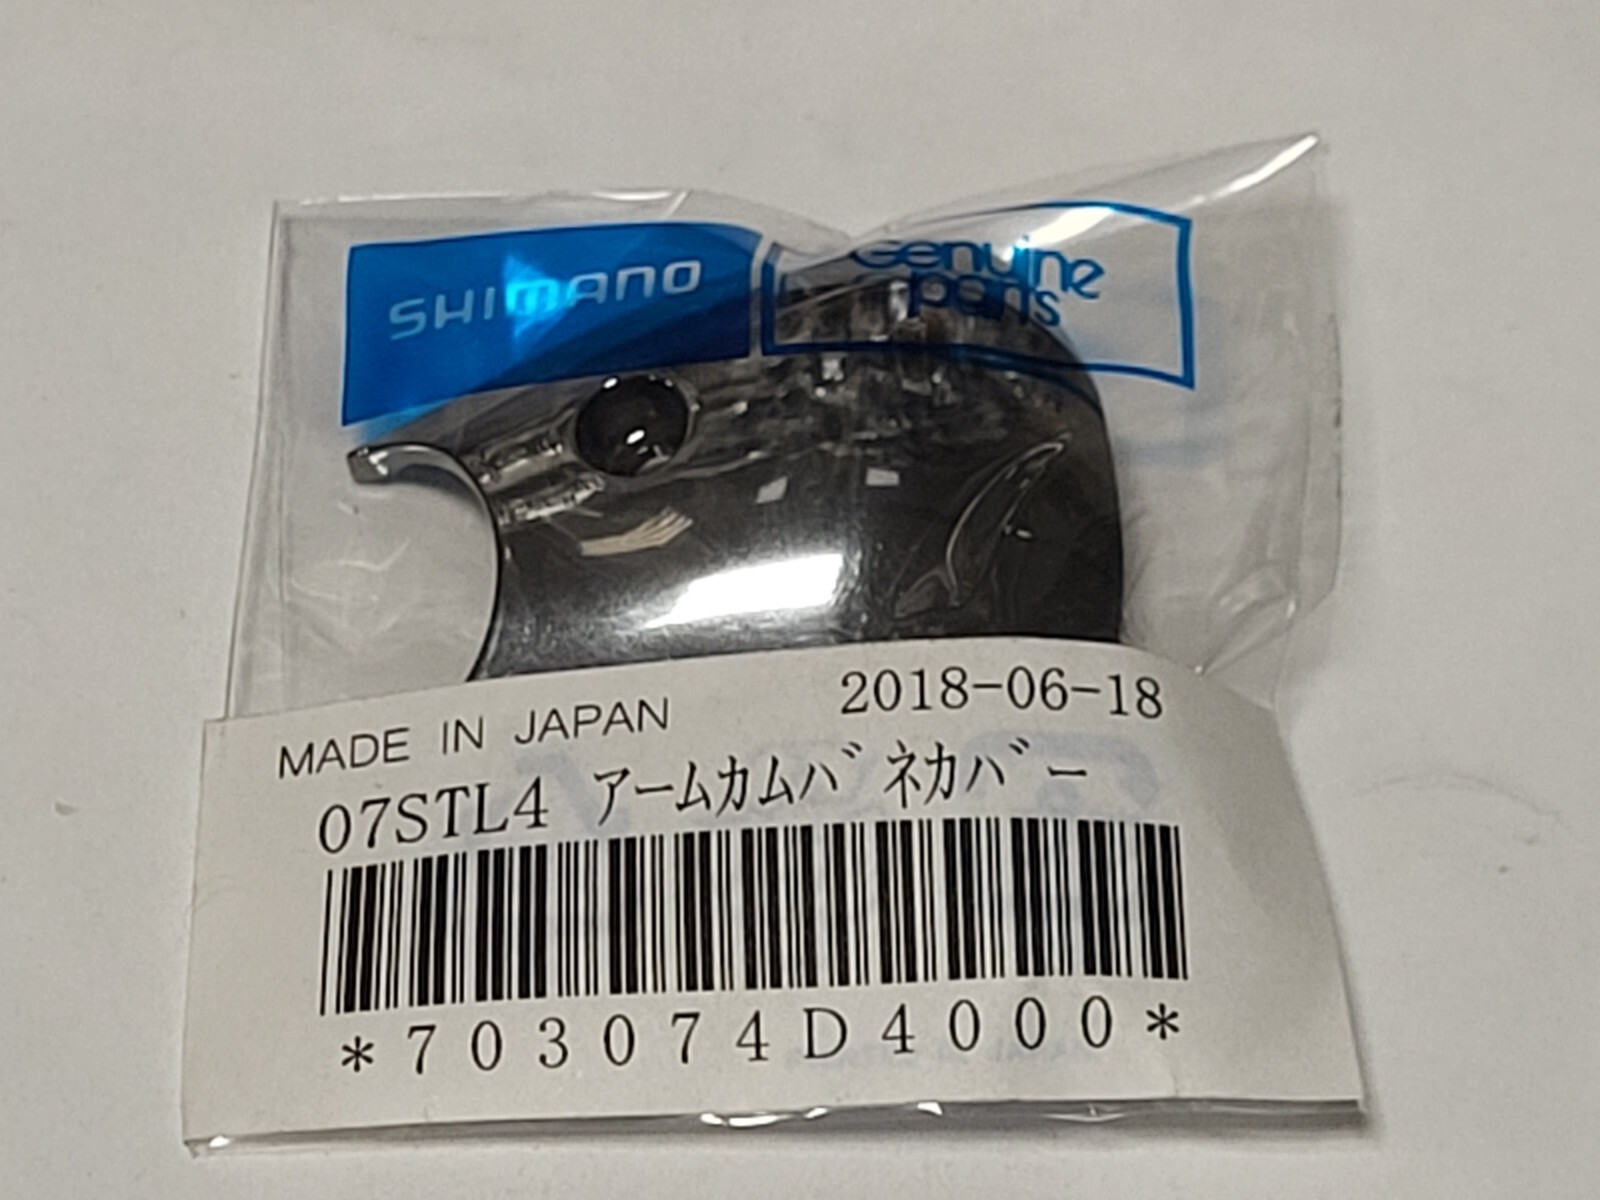 SHIMANO
Genuine
parts
MADE IN JAPAN
2018-06-18
07STL4 ｱｰﾑｶﾑﾊﾞﾈｶﾊﾞｰ
*703074D4000*